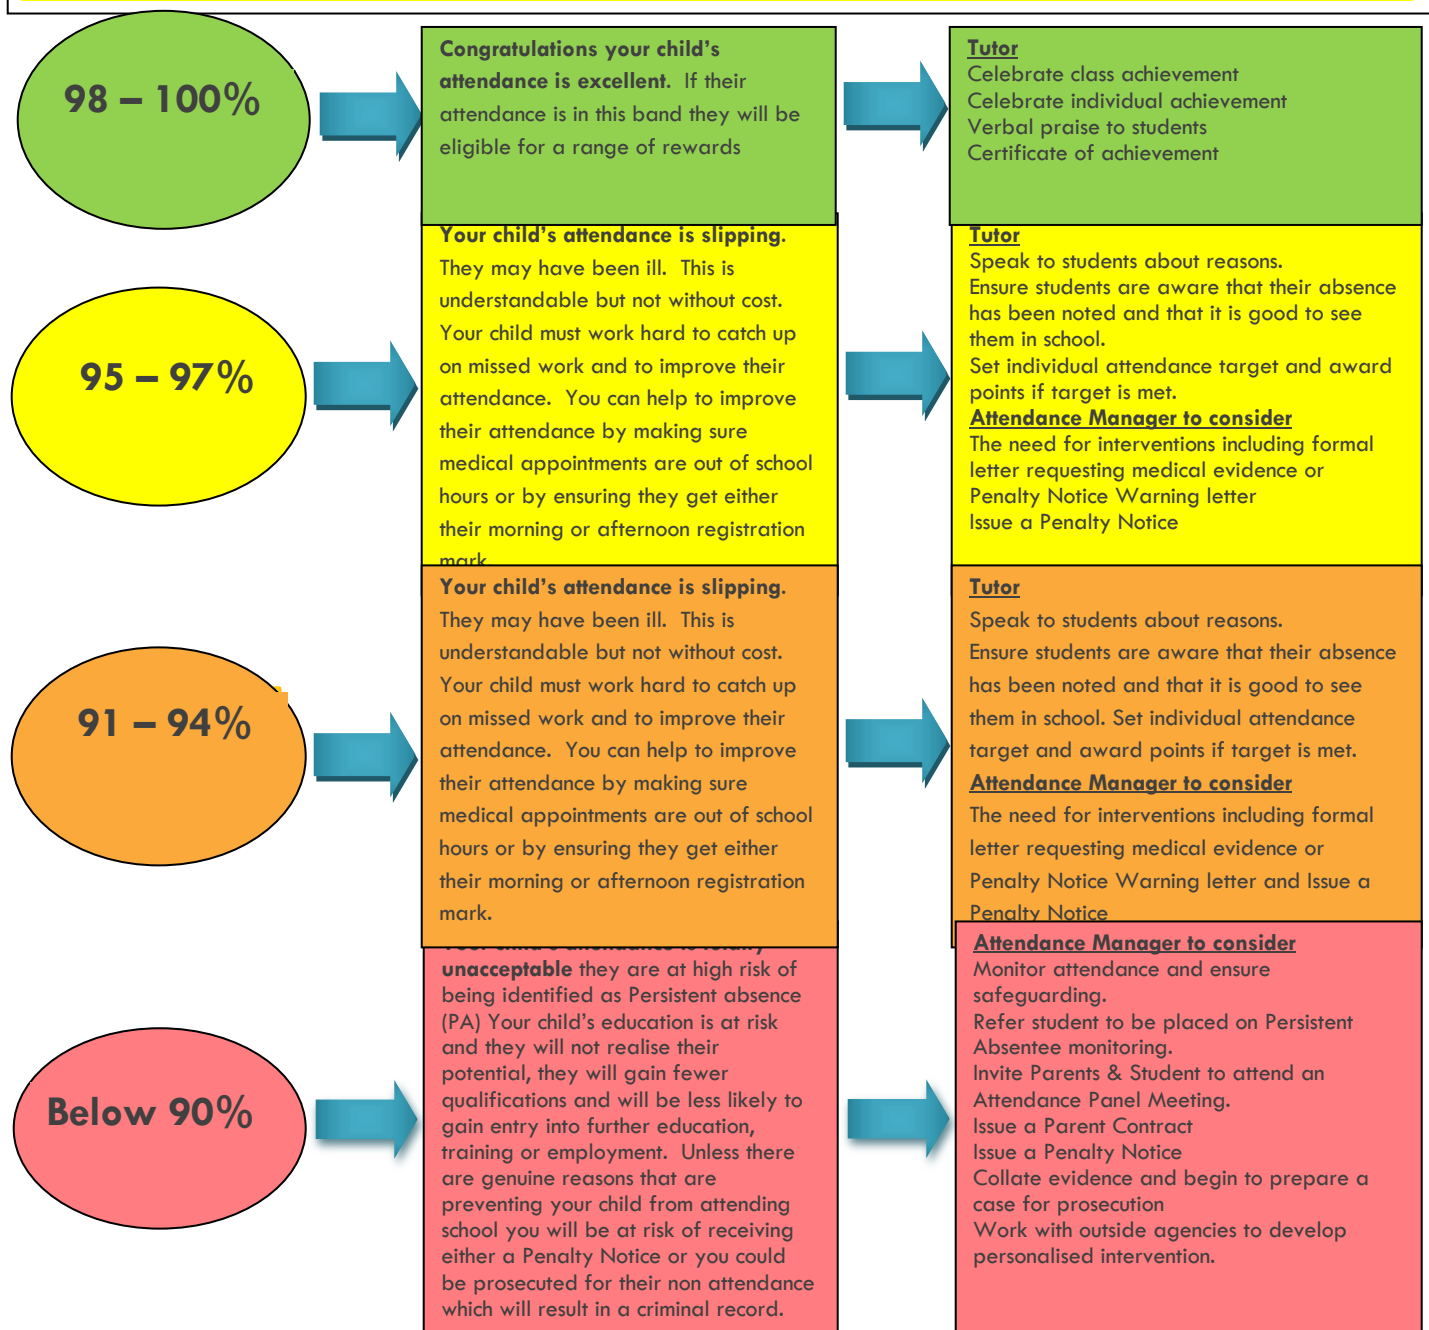 98 – 100%
Congratulations your child's
attendance is excellent. If their
attendance is in this band they will be
eligible for a range of rewards
Tutor
Celebrate class achievement
Celebrate individual achievement
Verbal praise to students
Certificate of achievement
95 – 97%
Your child's attendance is slipping.
They may have been ill. This is
understandable but not without cost.
Your child must work hard to catch up
on missed work and to improve their
attendance. You can help to improve
their attendance by making sure
medical appointments are out of school
hours or by ensuring they get either
their morning or afternoon registration
mark
Tutor
Speak to students about reasons.
Ensure students are aware that their absence
has been noted and that it is good to see
them in school.
Set individual attendance target and award
points if target is met.
Attendance Manager to consider
The need for interventions including formal
letter requesting medical evidence or
Penalty Notice Warning letter
Issue a Penalty Notice
91 – 94%
Your child's attendance is slipping.
They may have been ill. This is
understandable but not without cost.
Your child must work hard to catch up
on missed work and to improve their
attendance. You can help to improve
their attendance by making sure
medical appointments are out of school
hours or by ensuring they get either
their morning or afternoon registration
mark.
Tutor
Speak to students about reasons.
Ensure students are aware that their absence
has been noted and that it is good to see
them in school. Set individual attendance
target and award points if target is met.
Attendance Manager to consider
The need for interventions including formal
letter requesting medical evidence or
Penalty Notice Warning letter and Issue a
Penalty Notice
Below 90%
unacceptable they are at high risk of
being identified as Persistent absence
(PA) Your child's education is at risk
and they will not realise their
potential, they will gain fewer
qualifications and will be less likely to
gain entry into further education,
training or employment. Unless there
are genuine reasons that are
preventing your child from attending
school you will be at risk of receiving
either a Penalty Notice or you could
be prosecuted for their non attendance
which will result in a criminal record.
Attendance Manager to consider
Monitor attendance and ensure
safeguarding.
Refer student to be placed on Persistent
Absentee monitoring.
Invite Parents & Student to attend an
Attendance Panel Meeting.
Issue a Parent Contract
Issue a Penalty Notice
Collate evidence and begin to prepare a
case for prosecution
Work with outside agencies to develop
personalised intervention.